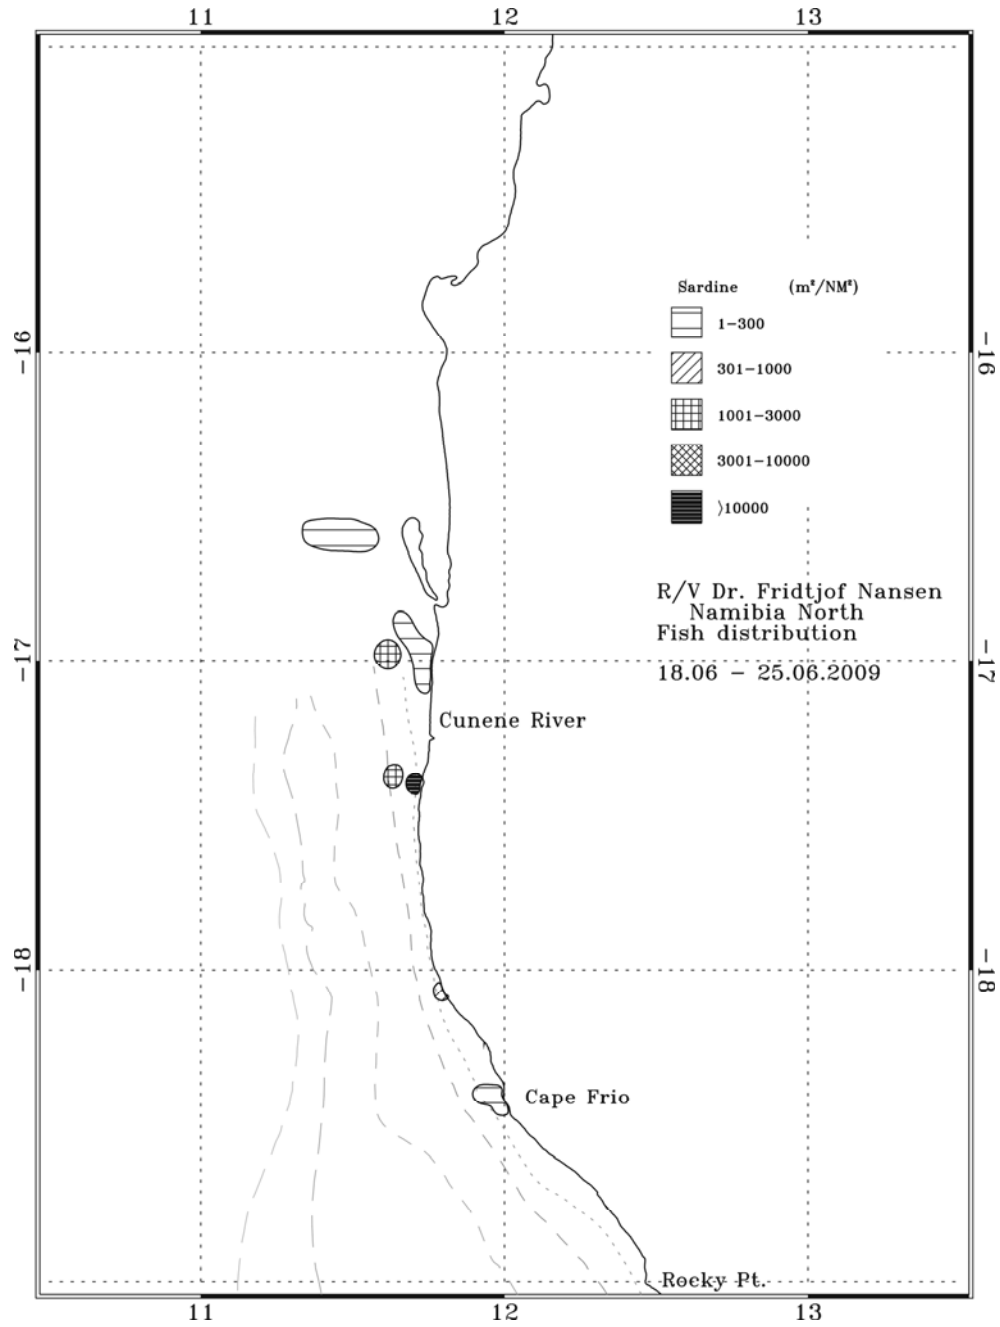 11 12 13
Sardine (m²/NM²)
1-300
-16 -16
301-1000
1001-3000
3001-10000
⟩10000
R/V Dr. Fridtjof Nansen
Namibia North
Fish distribution
-17 -17
18.06 - 25.06.2009
Cunene River
-18 -18
Cape Frio
Rocky Pt.
11 12 13